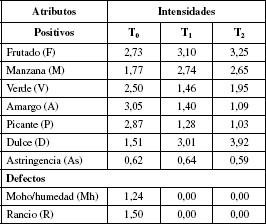 Atributos Intensidades
Positivos T0 T1 T2
Frutado (F) 2,73 3,10 3,25
Manzana (M) 1,77 2,74 2,65
Verde (V) 2,50 1,46 1,95
Amargo (A) 3,05 1,40 1,09
Picante (P) 2,87 1,28 1,03
Dulce (D) 1,51 3,01 3,92
Astringencia (As) 0,62 0,64 0,59
Defectos
Moho/humedad (Mh) 1,24 0,00 0,00
Rancio (R) 1,50 0,00 0,00